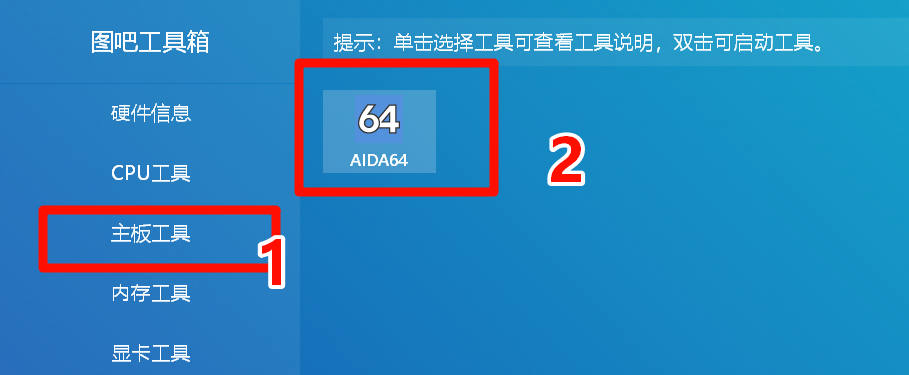 图吧工具箱
提示：单击选择工具可查看工具说明，双击可启动工具。
硬件信息
CPU工具
主板工具
内存工具
显卡工具
1
64
AIDA64
2